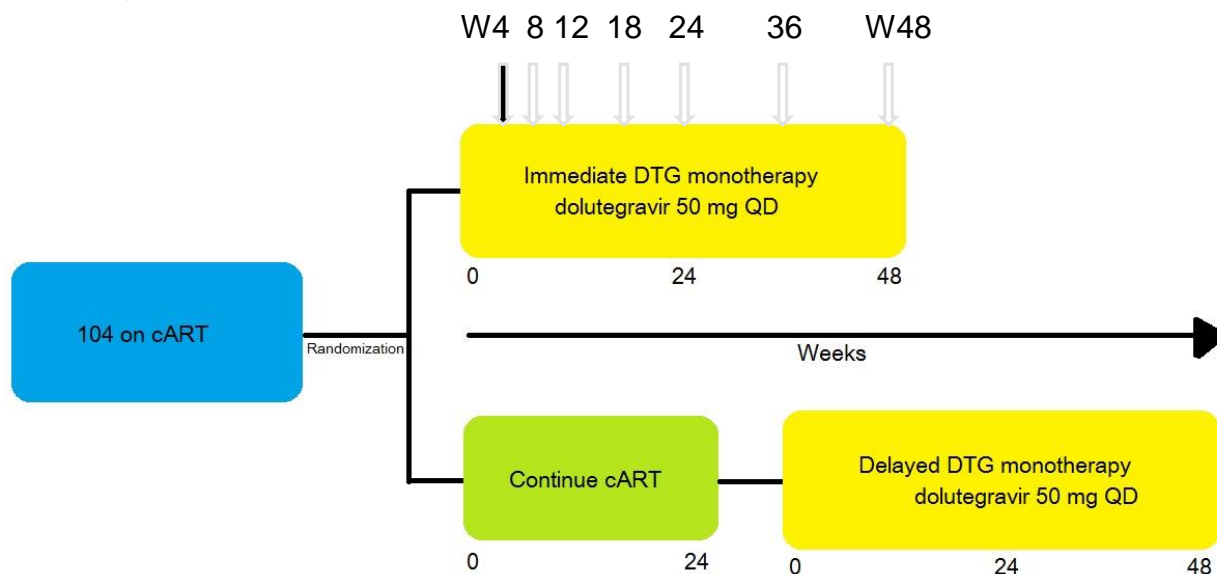 W4 8 12 18 24 36 W48
Immediate DTG monotherapy
dolutegravir 50 mg QD
0 24 48
104 on cART
Randomization
Weeks
Continue cART
0 24
Delayed DTG monotherapy
dolutegravir 50 mg QD
0 24 48